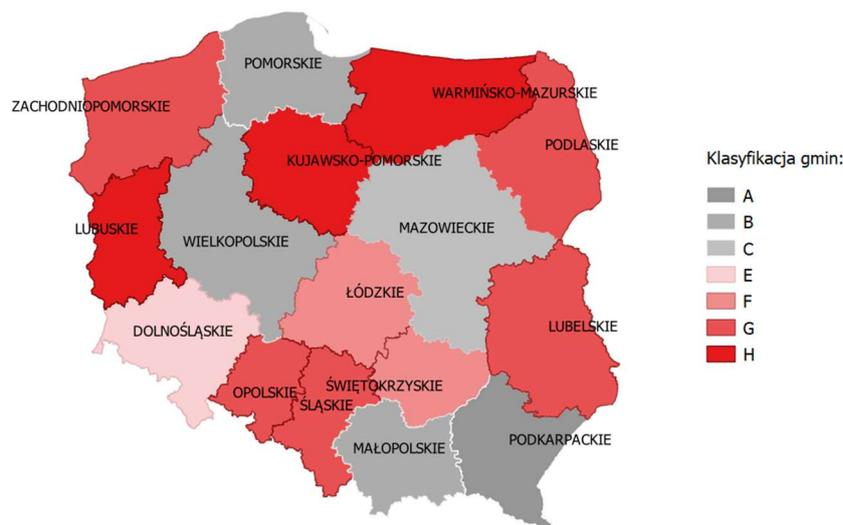 POMORSKIE
WARMIŃSKO-MAZURSKIE
ZACHODNIOPOMORSKIE
PODLASKIE
KUJAWSKO-POMORSKIE
LUBUSKIE
MAZOWIECKIE
WIELKOPOLSKIE
ŁÓDZKIE
LUBELSKIE
DOLNOŚLĄSKIE
ŚWIĘTOKRZYSKIE
OPOLSKIE
ŚLĄSKIE
PODKARPACKIE
MAŁOPOLSKIE
Klasyfikacja gmin:
A
B
C
E
F
G
H